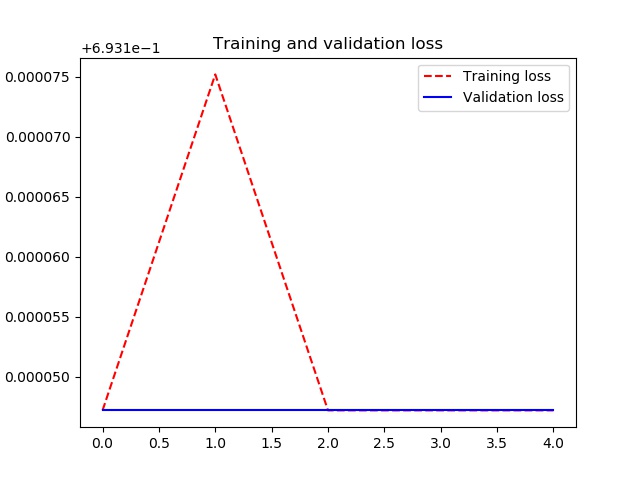 Training and validation loss
+6.931e−1
Training loss
Validation loss
0.000075
0.000070
0.000065
0.000060
0.000055
0.000050
0.0 0.5 1.0 1.5 2.0 2.5 3.0 3.5 4.0